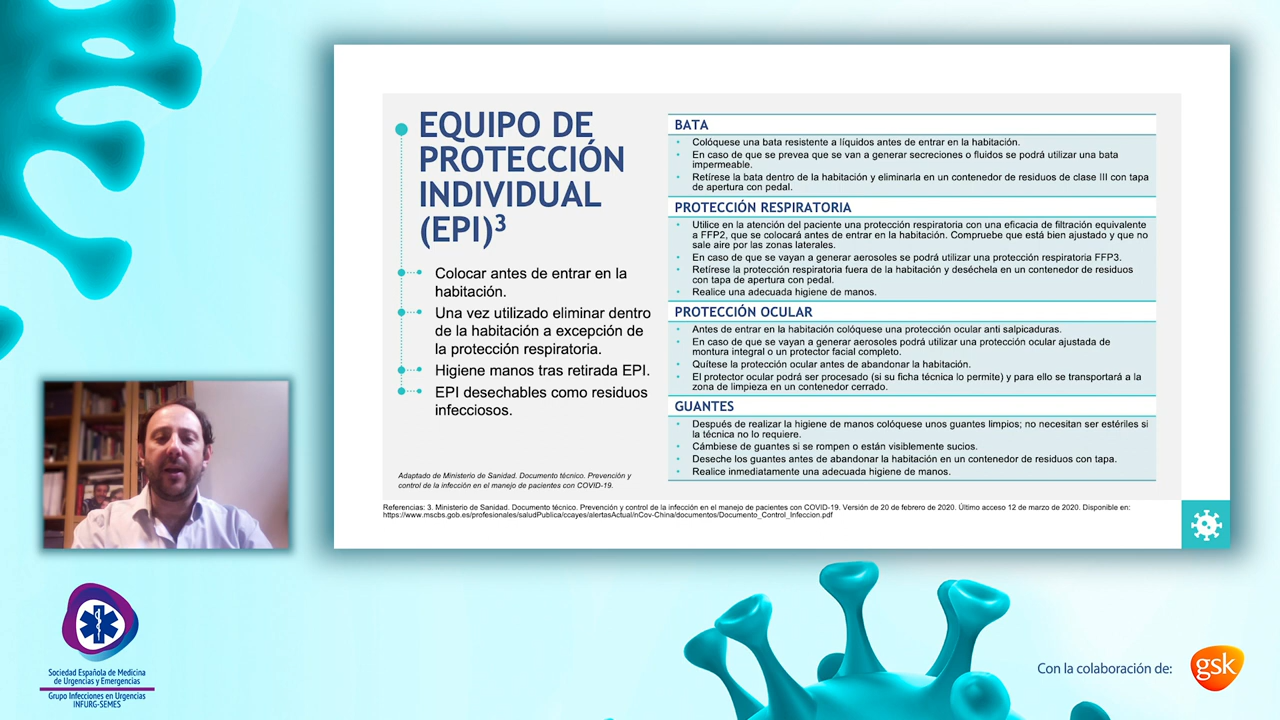 EQUIPO DE
PROTECCIÓN
INDIVIDUAL
(EPI)³
Colocar antes de entrar en la
habitación.
Una vez utilizado eliminar dentro
de la habitación a excepción de
la protección respiratoria.
Higiene manos tras retirada EPI.
EPI desechables como residuos
infecciosos.
Adaptado de Ministerio de Sanidad. Documento técnico. Prevención y
control de la infección en el manejo de pacientes con COVID-19.
BATA
Colóquese una bata resistente a líquidos antes de entrar en la habitación.
En caso de que se prevea que se van a generar secreciones o fluidos se podrá utilizar una bata
impermeable.
Retírese la bata dentro de la habitación y eliminarla en un contenedor de residuos de clase III con tapa
de apertura con pedal.
PROTECCIÓN RESPIRATORIA
Utilice en la atención del paciente una protección respiratoria con una eficacia de filtración equivalente
a FFP2, que se colocará antes de entrar en la habitación. Compruebe que está bien ajustado y que no
sale aire por las zonas laterales.
En caso de que se vayan a generar aerosoles se podrá utilizar una protección respiratoria FFP3.
Retírese la protección respiratoria fuera de la habitación y deséchela en un contenedor de residuos
con tapa de apertura con pedal.
Realice una adecuada higiene de manos.
PROTECCIÓN OCULAR
Antes de entrar en la habitación colóquese una protección ocular anti salpicaduras.
En caso de que se vayan a generar aerosoles podrá utilizar una protección ocular ajustada de
montura integral o un protector facial completo.
Quítese la protección ocular antes de abandonar la habitación.
El protector ocular podrá ser procesado (si su ficha técnica lo permite) y para ello se transportará a la
zona de limpieza en un contenedor cerrado.
GUANTES
Después de realizar la higiene de manos colóquese unos guantes limpios; no necesitan ser estériles si
la técnica no lo requiere.
Cámbiese de guantes si se rompen o están visiblemente sucios.
Deseche los guantes antes de abandonar la habitación en un contenedor de residuos con tapa.
Realice inmediatamente una adecuada higiene de manos.
Referencias: 3. Ministerio de Sanidad. Documento técnico. Prevención y control de la infección en el manejo de pacientes con COVID-19. Versión de 20 de febrero de 2020. Último acceso 12 de marzo de 2020. Disponible en:
https://www.mscbs.gob.es/profesionales/saludPublica/ccayes/alertasActual/nCov-China/documentos/Documento_Control_Infeccion.pdf
Sociedad Española de Medicina
de Urgencias y Emergencias
Grupo Infecciones en Urgencias
INFURG-SEMES
Con la colaboración de:
gsk